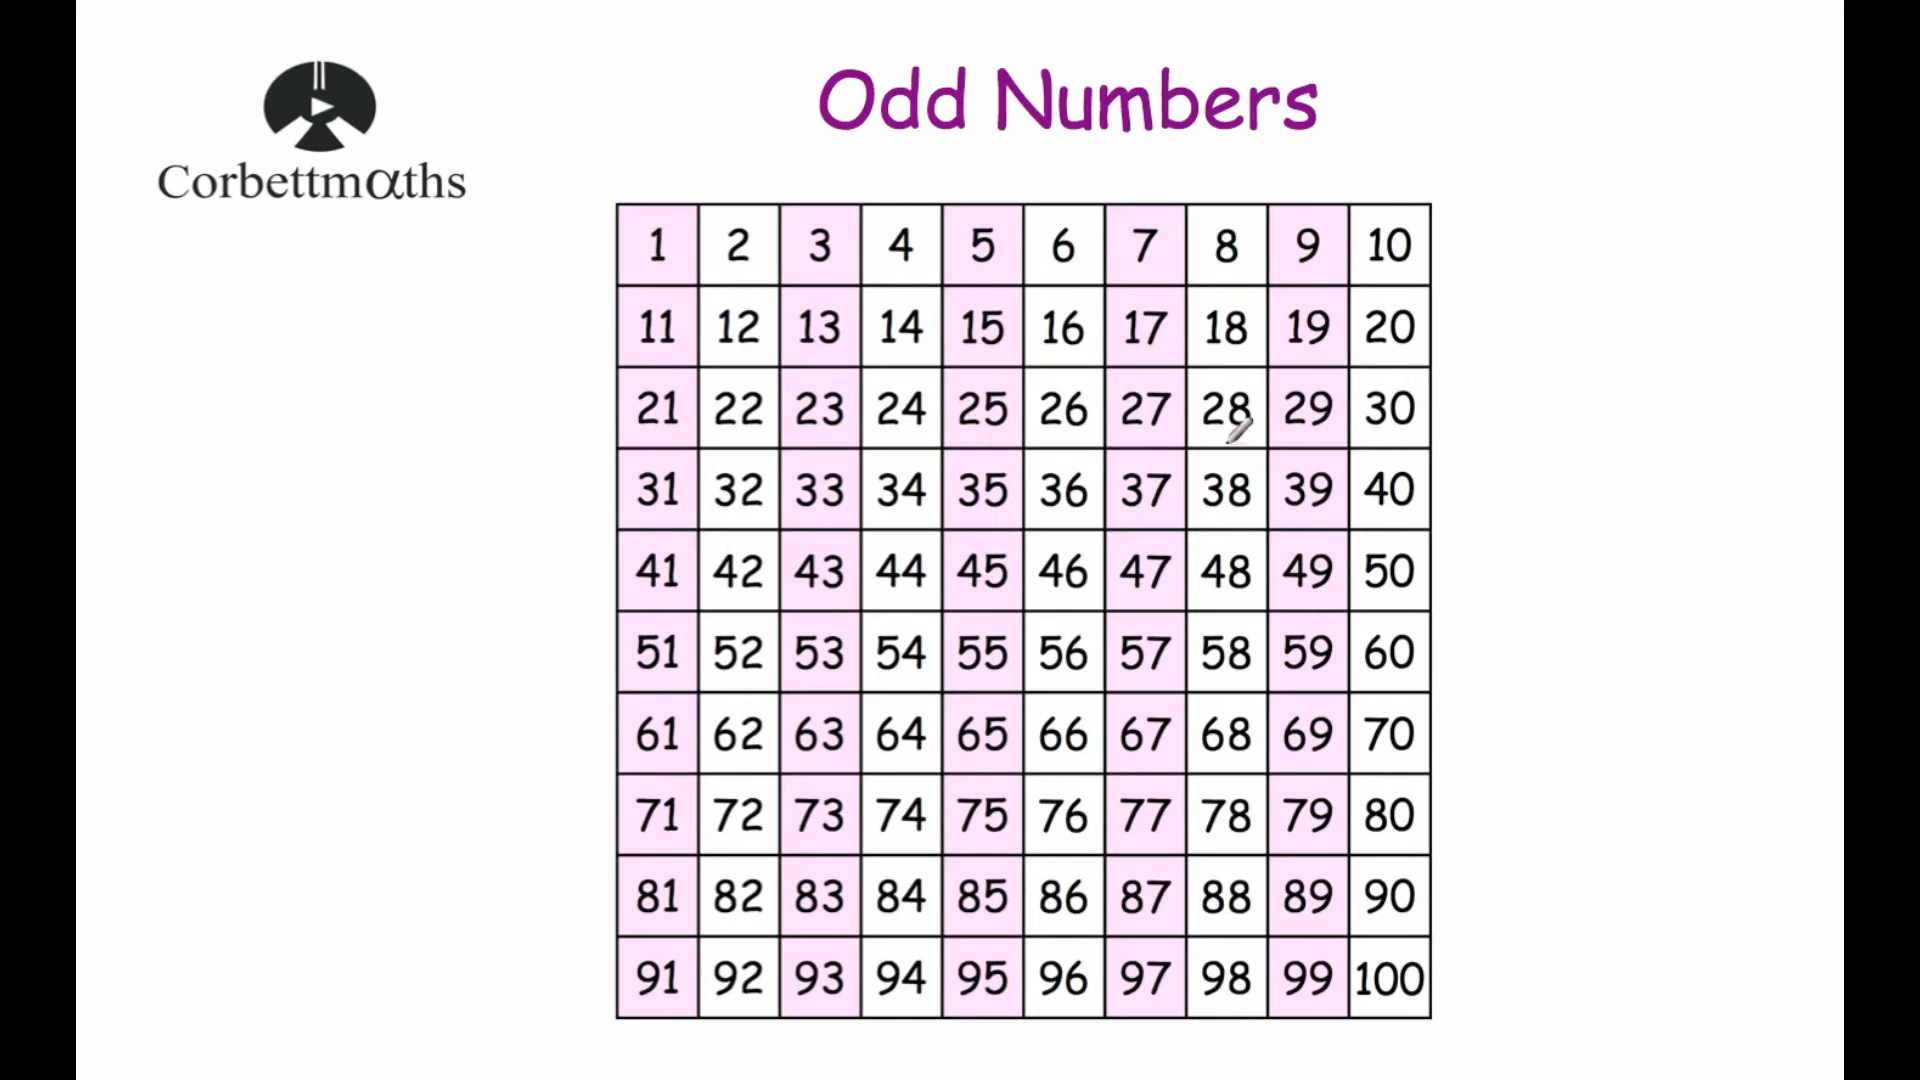 Odd Numbers
Corbettmαths
1 2 3 4 5 6 7 8 9 10
11 12 13 14 15 16 17 18 19 20
21 22 23 24 25 26 27 28 29 30
31 32 33 34 35 36 37 38 39 40
41 42 43 44 45 46 47 48 49 50
51 52 53 54 55 56 57 58 59 60
61 62 63 64 65 66 67 68 69 70
71 72 73 74 75 76 77 78 79 80
81 82 83 84 85 86 87 88 89 90
91 92 93 94 95 96 97 98 99 100